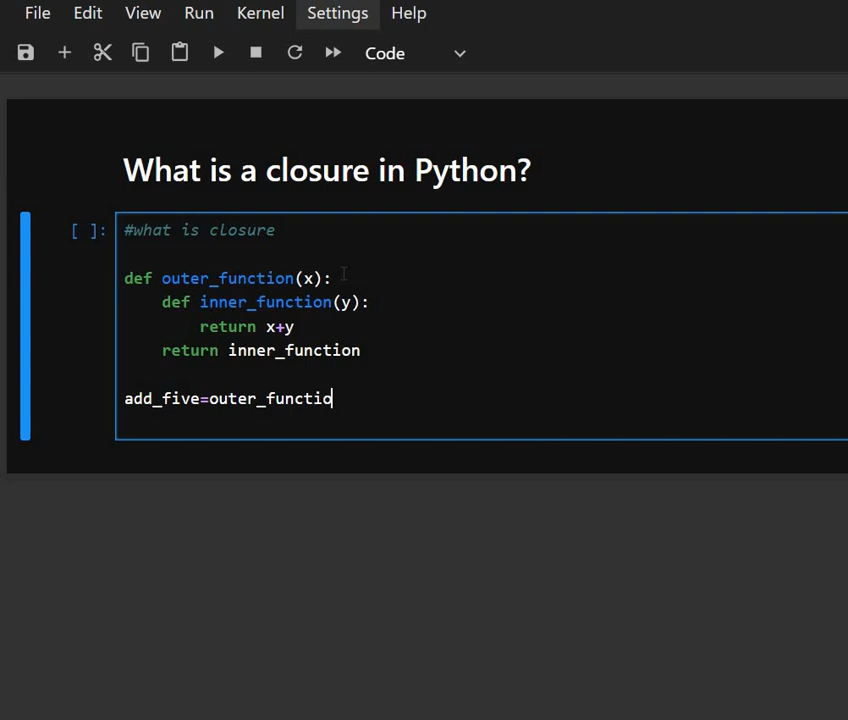 File Edit View Run Kernel Settings Help
Code
What is a closure in Python?
[ ]: #what is closure
def outer_function(x):
    def inner_function(y):
        return x+y
    return inner_function
add_five=outer_functio